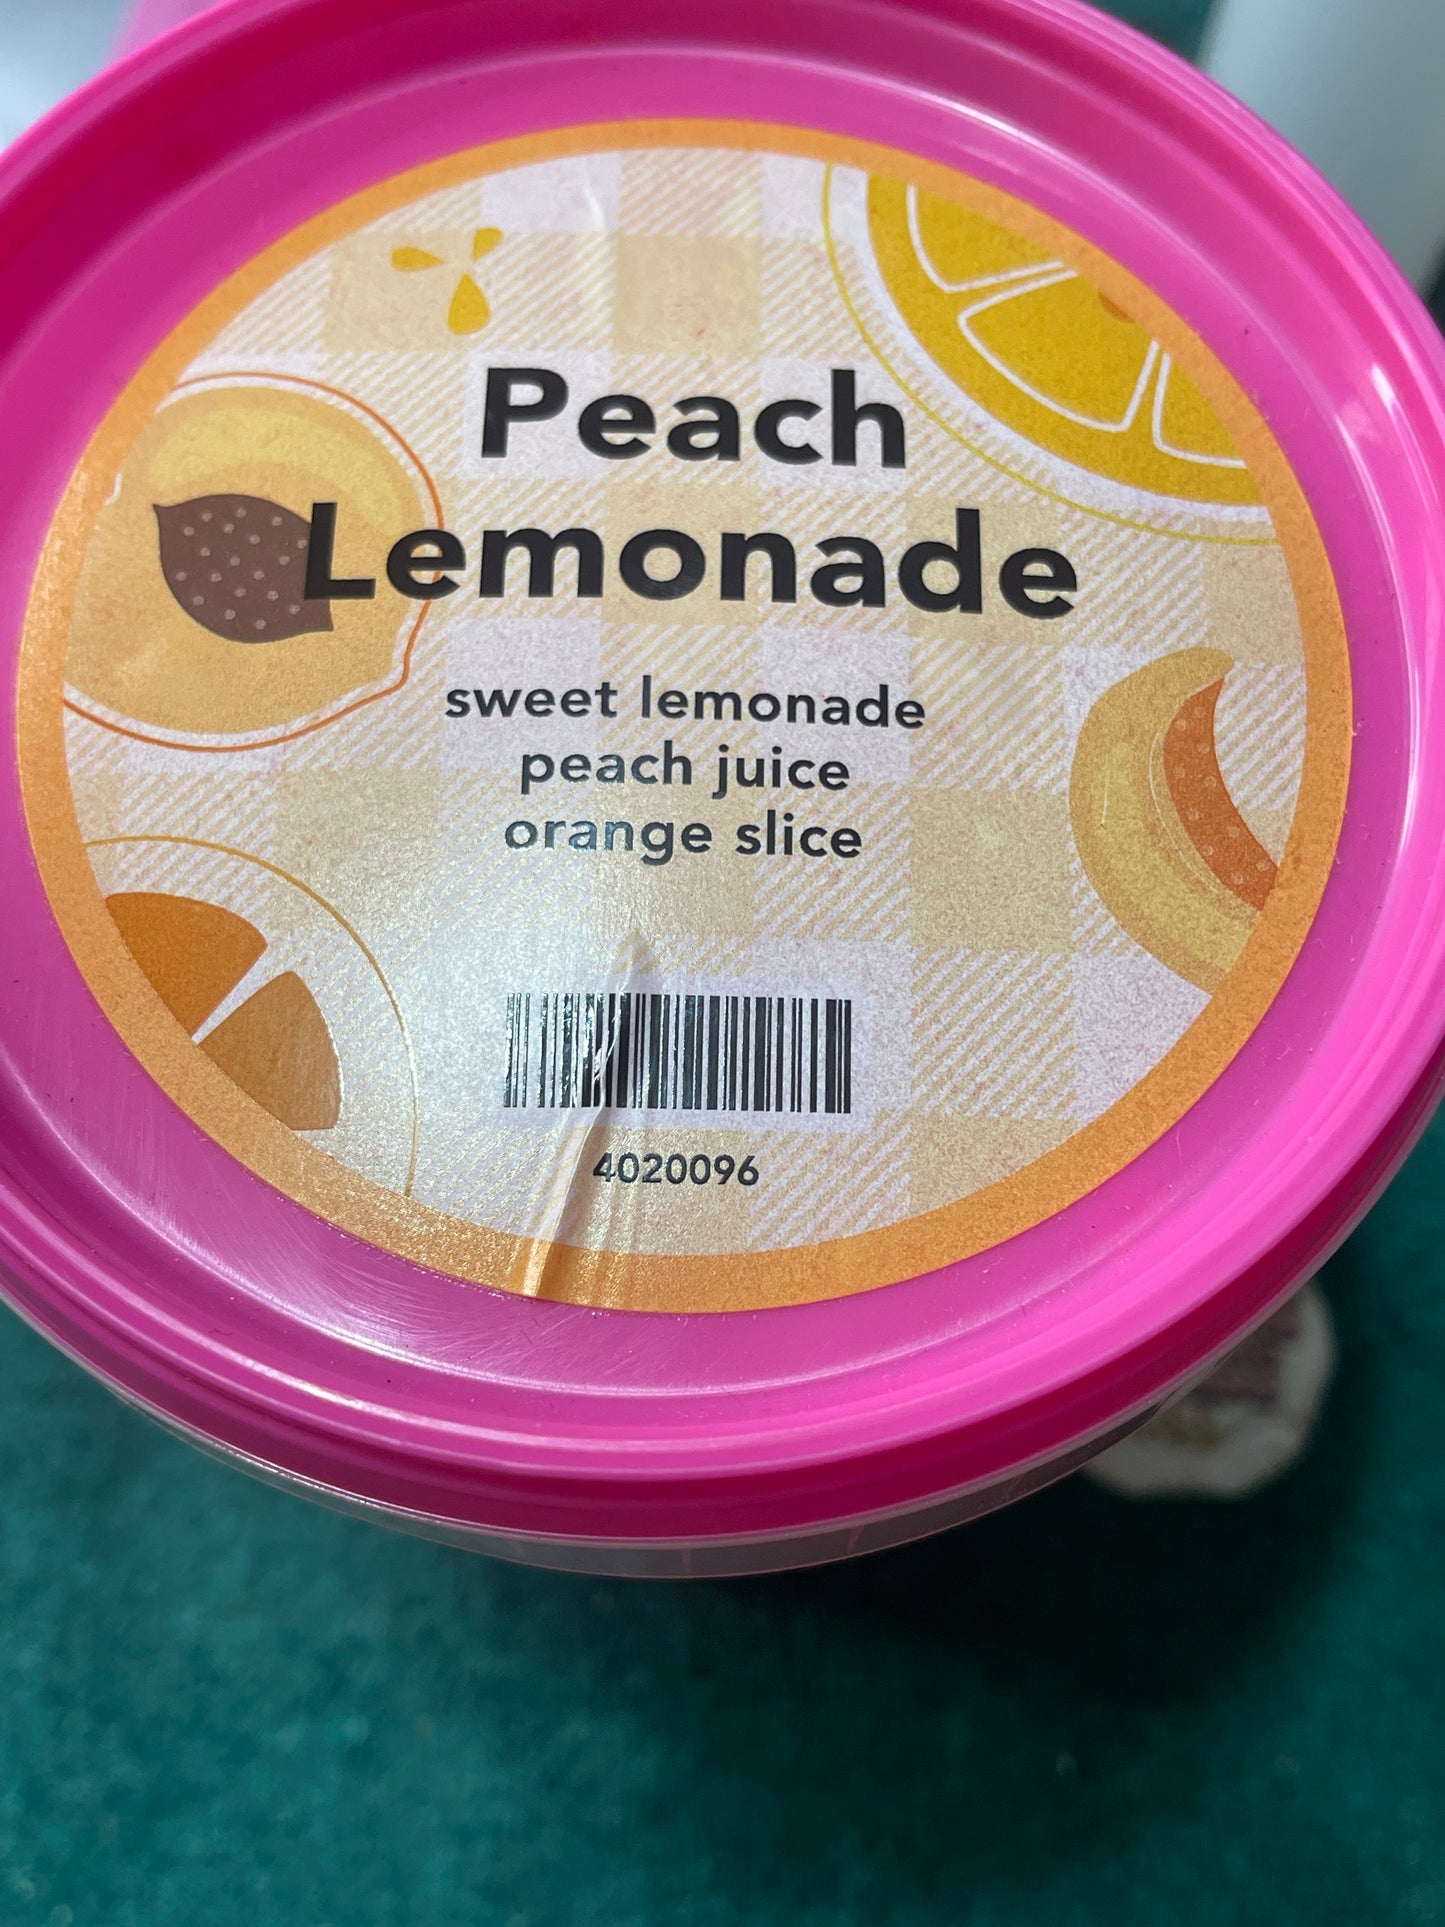 Peach
Lemonade
sweet lemonade
peach juice
orange slice
4020096